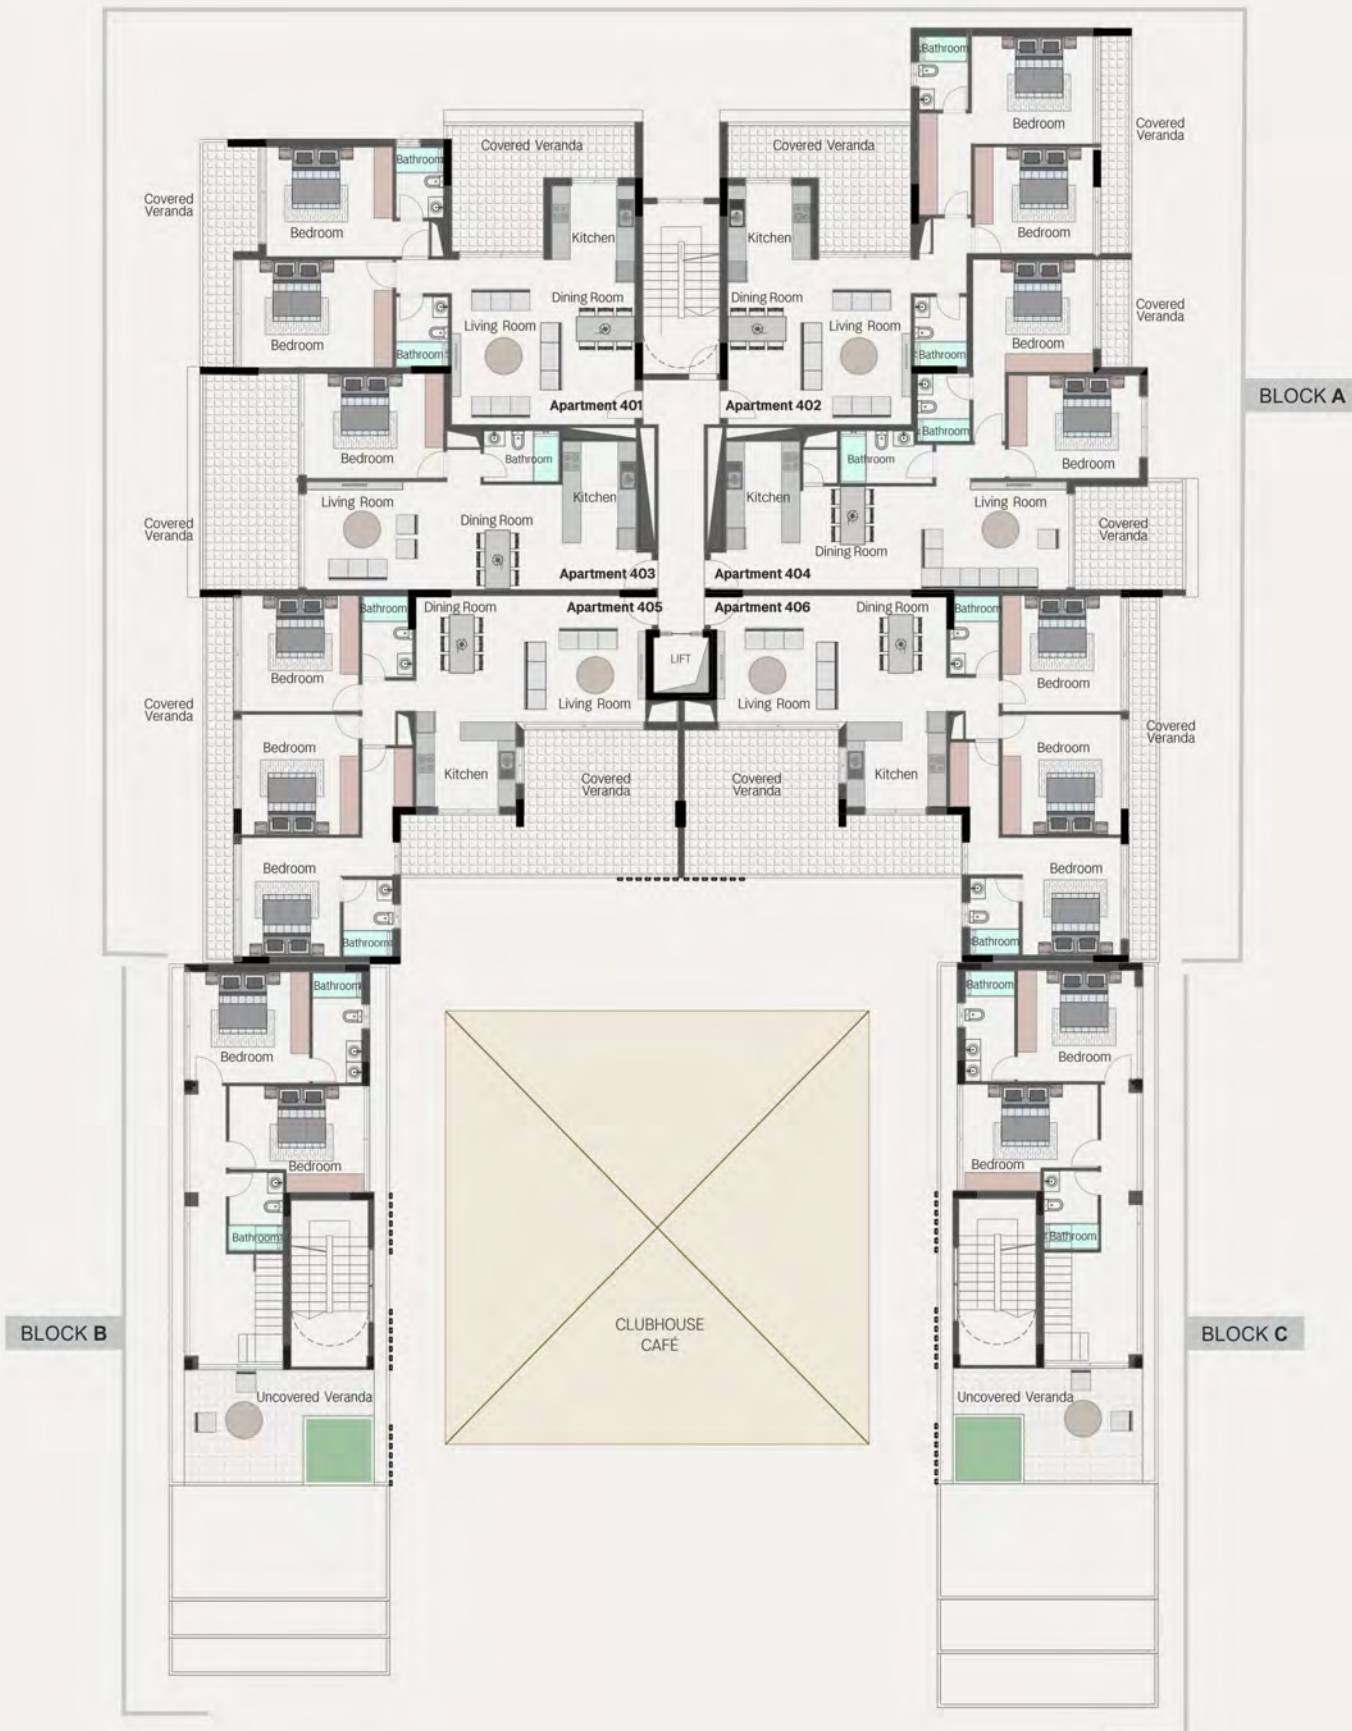 Bathroom
Bedroom
Covered
Veranda
Covered Veranda
Covered Veranda
Bathroom
Covered
Veranda
Bedroom
Kitchen
Kitchen
Bedroom
Dining Room
Dining Room
Covered
Veranda
Living Room
Living Room
Bedroom
Bedroom
Bathroom
Bathroom
BLOCK A
Apartment 401
Apartment 402
Bathroom
Bedroom
Bathroom
Bathroom
Bedroom
Living Room
Kitchen
Kitchen
Living Room
Covered
Veranda
Dining Room
Dining Room
Covered
Veranda
Apartment 403
Apartment 404
Bathroom
Dining Room
Apartment 405
Apartment 406
Dining Room
Bathroom
LIFT
Bedroom
Bedroom
Covered
Veranda
Living Room
Living Room
Covered
Veranda
Bedroom
Bedroom
Kitchen
Covered
Veranda
Covered
Veranda
Kitchen
Bedroom
Bedroom
Bathroom
Bathroom
Bathroom
Bathroom
Bedroom
Bedroom
Bedroom
Bedroom
Bathroom
Bathroom
BLOCK B
CLUBHOUSE
CAFÉ
BLOCK C
Uncovered Veranda
Uncovered Veranda